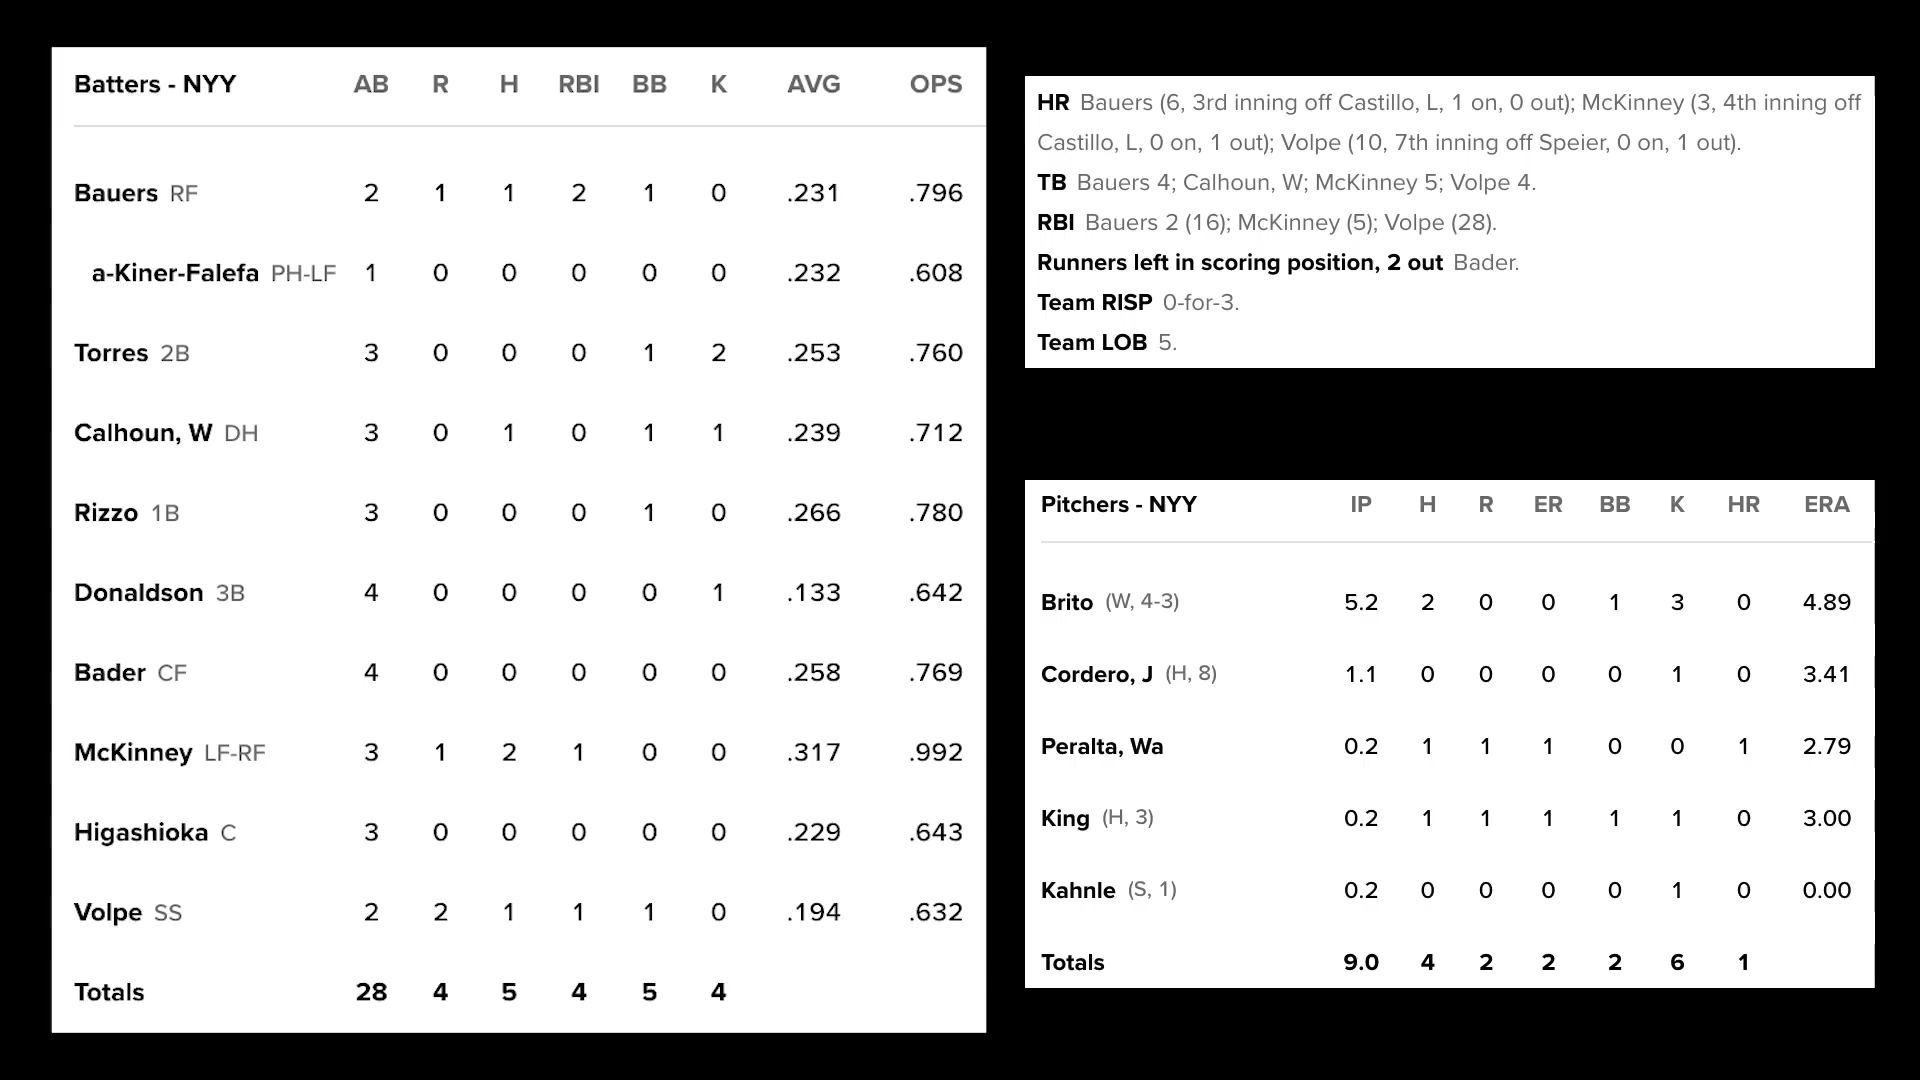 Batters - NYY AB R H RBI BB K AVG OPS
Bauers RF 2 1 1 2 1 0 .231 .796
a-Kiner-Falefa PH-LF 1 0 0 0 0 0 .232 .608
Torres 2B 3 0 0 0 1 2 .253 .760
Calhoun, W DH 3 0 1 0 1 1 .239 .712
Rizzo 1B 3 0 0 0 1 0 .266 .780
Donaldson 3B 4 0 0 0 0 1 .133 .642
Bader CF 4 0 0 0 0 0 .258 .769
McKinney LF-RF 3 1 2 1 0 0 .317 .992
Higashioka C 3 0 0 0 0 0 .229 .643
Volpe SS 2 2 1 1 1 0 .194 .632
Totals 28 4 5 4 5 4
HR Bauers (6, 3rd inning off Castillo, L, 1 on, 0 out); McKinney (3, 4th inning off
Castillo, L, 0 on, 1 out); Volpe (10, 7th inning off Speier, 0 on, 1 out).
TB Bauers 4; Calhoun, W; McKinney 5; Volpe 4.
RBI Bauers 2 (16); McKinney (5); Volpe (28).
Runners left in scoring position, 2 out Bader.
Team RISP 0-for-3.
Team LOB 5.
Pitchers - NYY IP H R ER BB K HR ERA
Brito (W, 4-3) 5.2 2 0 0 1 3 0 4.89
Cordero, J (H, 8) 1.1 0 0 0 0 1 0 3.41
Peralta, Wa 0.2 1 1 1 0 0 1 2.79
King (H, 3) 0.2 1 1 1 1 1 0 3.00
Kahnle (S, 1) 0.2 0 0 0 0 1 0 0.00
Totals 9.0 4 2 2 2 6 1